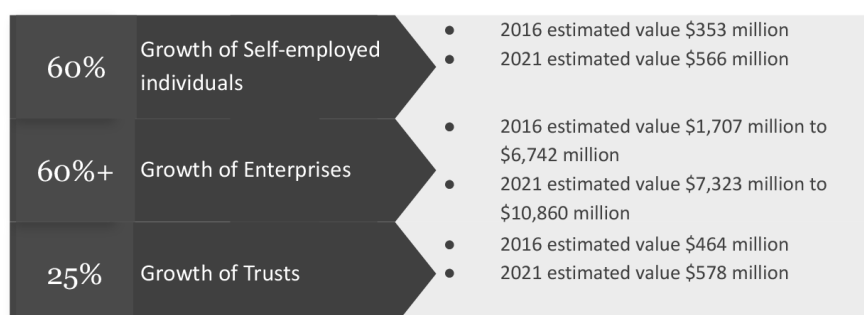 60%
Growth of Self-employed
individuals
● 2016 estimated value $353 million
● 2021 estimated value $566 million
60%+
Growth of Enterprises
● 2016 estimated value $1,707 million to
$6,742 million
● 2021 estimated value $7,323 million to
$10,860 million
25%
Growth of Trusts
● 2016 estimated value $464 million
● 2021 estimated value $578 million